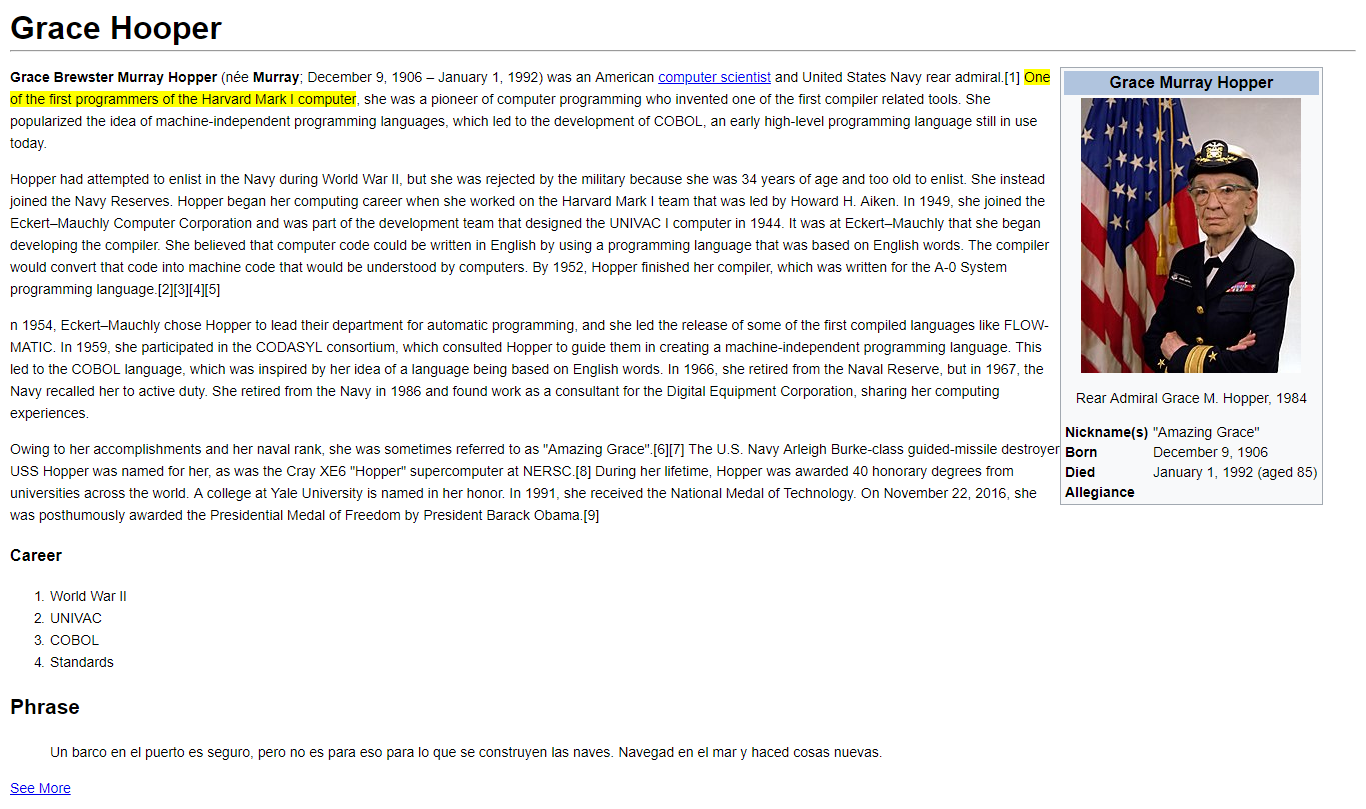 Grace Hooper
Grace Brewster Murray Hopper (née Murray; December 9, 1906 – January 1, 1992) was an American computer scientist and United States Navy rear admiral.[1] One
of the first programmers of the Harvard Mark I computer, she was a pioneer of computer programming who invented one of the first compiler related tools. She
popularized the idea of machine-independent programming languages, which led to the development of COBOL, an early high-level programming language still in use
today.
Hopper had attempted to enlist in the Navy during World War II, but she was rejected by the military because she was 34 years of age and too old to enlist. She instead
joined the Navy Reserves. Hopper began her computing career when she worked on the Harvard Mark I team that was led by Howard H. Aiken. In 1949, she joined the
Eckert–Mauchly Computer Corporation and was part of the development team that designed the UNIVAC I computer in 1944. It was at Eckert–Mauchly that she began
developing the compiler. She believed that computer code could be written in English by using a programming language that was based on English words. The compiler
would convert that code into machine code that would be understood by computers. By 1952, Hopper finished her compiler, which was written for the A-0 System
programming language.[2][3][4][5]
n 1954, Eckert–Mauchly chose Hopper to lead their department for automatic programming, and she led the release of some of the first compiled languages like FLOW-
MATIC. In 1959, she participated in the CODASYL consortium, which consulted Hopper to guide them in creating a machine-independent programming language. This
led to the COBOL language, which was inspired by her idea of a language being based on English words. In 1966, she retired from the Naval Reserve, but in 1967, the
Navy recalled her to active duty. She retired from the Navy in 1986 and found work as a consultant for the Digital Equipment Corporation, sharing her computing
experiences.
Owing to her accomplishments and her naval rank, she was sometimes referred to as "Amazing Grace".[6][7] The U.S. Navy Arleigh Burke-class guided-missile destroyer
USS Hopper was named for her, as was the Cray XE6 "Hopper" supercomputer at NERSC.[8] During her lifetime, Hopper was awarded 40 honorary degrees from
universities across the world. A college at Yale University is named in her honor. In 1991, she received the National Medal of Technology. On November 22, 2016, she
was posthumously awarded the Presidential Medal of Freedom by President Barack Obama.[9]
Grace Murray Hopper
Rear Admiral Grace M. Hopper, 1984
Nickname(s) "Amazing Grace"
Born December 9, 1906
Died January 1, 1992 (aged 85)
Allegiance
Career
1. World War II
2. UNIVAC
3. COBOL
4. Standards
Phrase
Un barco en el puerto es seguro, pero no es para eso para lo que se construyen las naves. Navegad en el mar y haced cosas nuevas.
See More